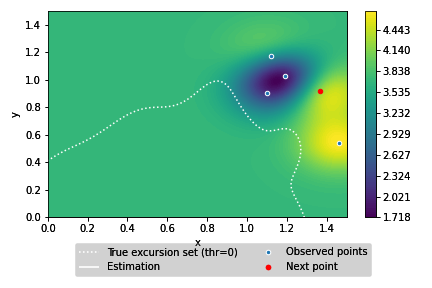 1.4
1.2
1.0
0.8
0.6
0.4
0.2
0.0
y
0.0 0.2 0.4 0.6 0.8 1.0 1.2 1.4
x
4.443
4.140
3.838
3.535
3.232
2.929
2.627
2.324
2.021
1.718
True excursion set (thr=0)
Estimation
Observed points
Next point